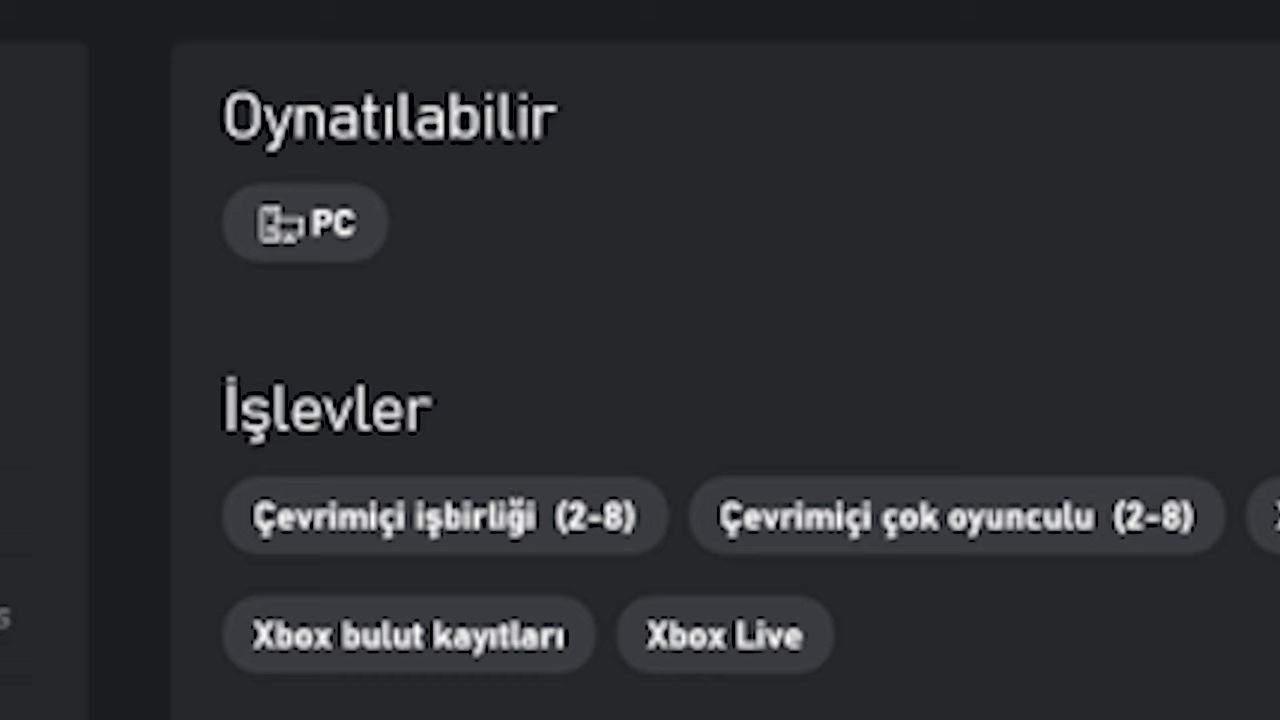 Oynatılabilir
PC
İşlevler
Çevrimiçi işbirliği (2-8) Çevrimiçi çok oyunculu (2-8)
Xbox bulut kayıtları Xbox Live